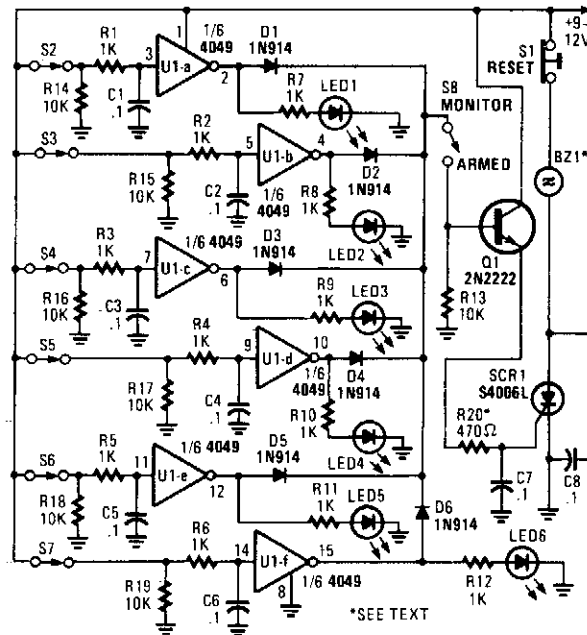 +9-
12V
1
1/6
4049
D1
1N914
S2
R1
1K
3
U1-a
2
R14
10K
C1
.1
R7
1K
LED1
S1
RESET
S8
MONITOR
S3
R2
1K
5
U1-b
4
D2
1N914
ARMED
BZ1*
R15
10K
C2
.1
1/6
4049
R8
1K
LED2
S4
R3
1K
7
1/6 4049
U1-c
6
D3
1N914
Q1
2N2222
R16
10K
C3
.1
R9
1K
LED3
R13
10K
S5
R4
1K
9
U1-d
10
1/6
4049
D4
1N914
SCR1
S4006L
R17
10K
C4
.1
R10
1K
LED4
R20*
470Ω
S6
R5
1K
11
1/6 4049
U1-e
12
D5
1N914
C7
.1
C8
.1
R18
10K
C5
.1
R11
1K
LED5
D6
1N914
S7
R6
1K
14
U1-f
15
8
1/6 4049
R19
10K
C6
.1
R12
1K
LED6
*SEE TEXT